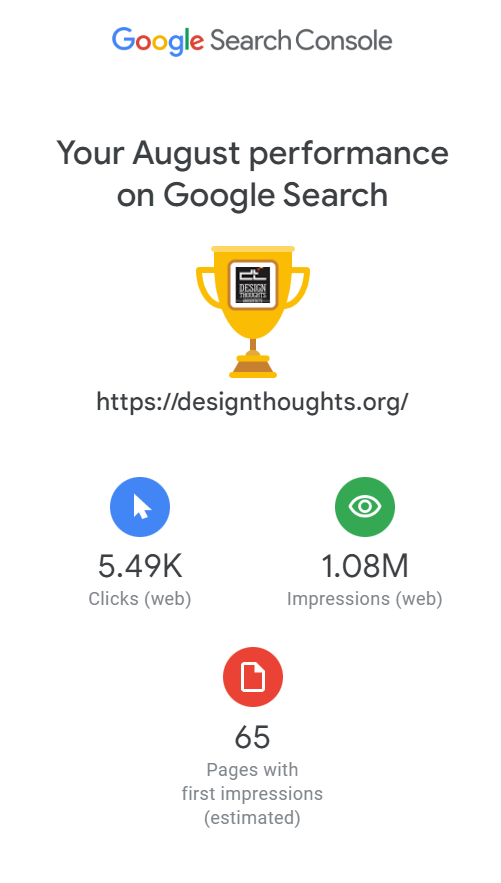 Google Search Console
Your August performance
on Google Search
DESIGN
THOUGHTS
https://designthoughts.org/
5.49K
1.08M
Clicks (web)
Impressions (web)
65
Pages with
first impressions
(estimated)